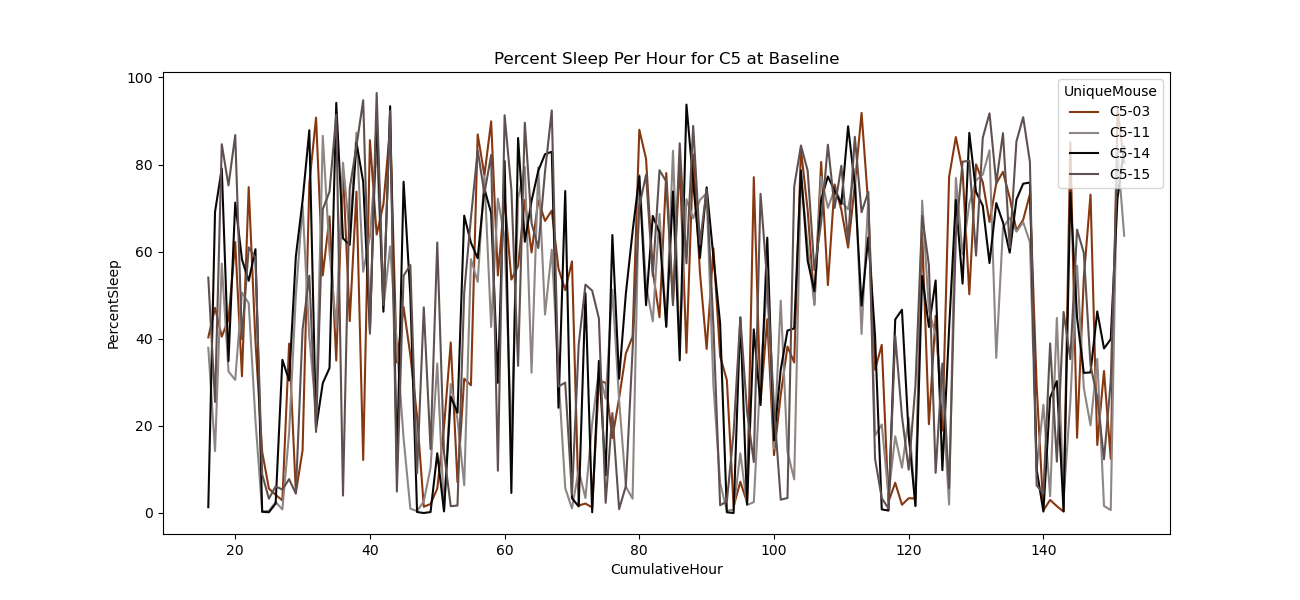 Percent Sleep Per Hour for C5 at Baseline
PercentSleep
100
80
60
40
20
0
20 40 60 80 100 120 140
CumulativeHour
UniqueMouse
C5-03
C5-11
C5-14
C5-15